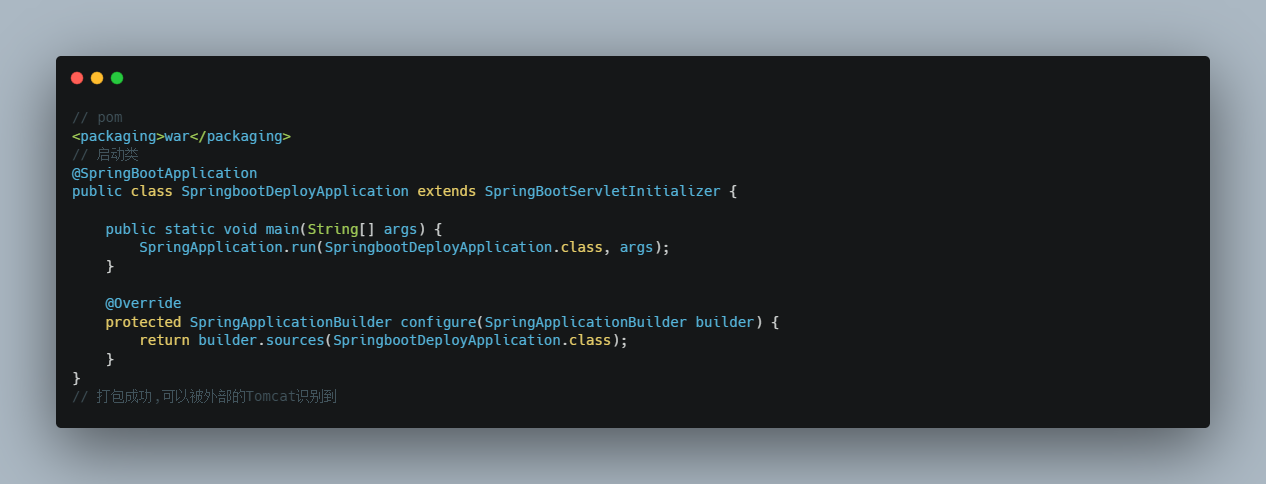 // pom
<packaging>war</packaging>
// 启动类
@SpringBootApplication
public class SpringbootDeployApplication extends SpringBootServletInitializer {
    public static void main(String[] args) {
        SpringApplication.run(SpringbootDeployApplication.class, args);
    }
    @Override
    protected SpringApplicationBuilder configure(SpringApplicationBuilder builder) {
        return builder.sources(SpringbootDeployApplication.class);
    }
}
// 打包成功,可以被外部的Tomcat识别到